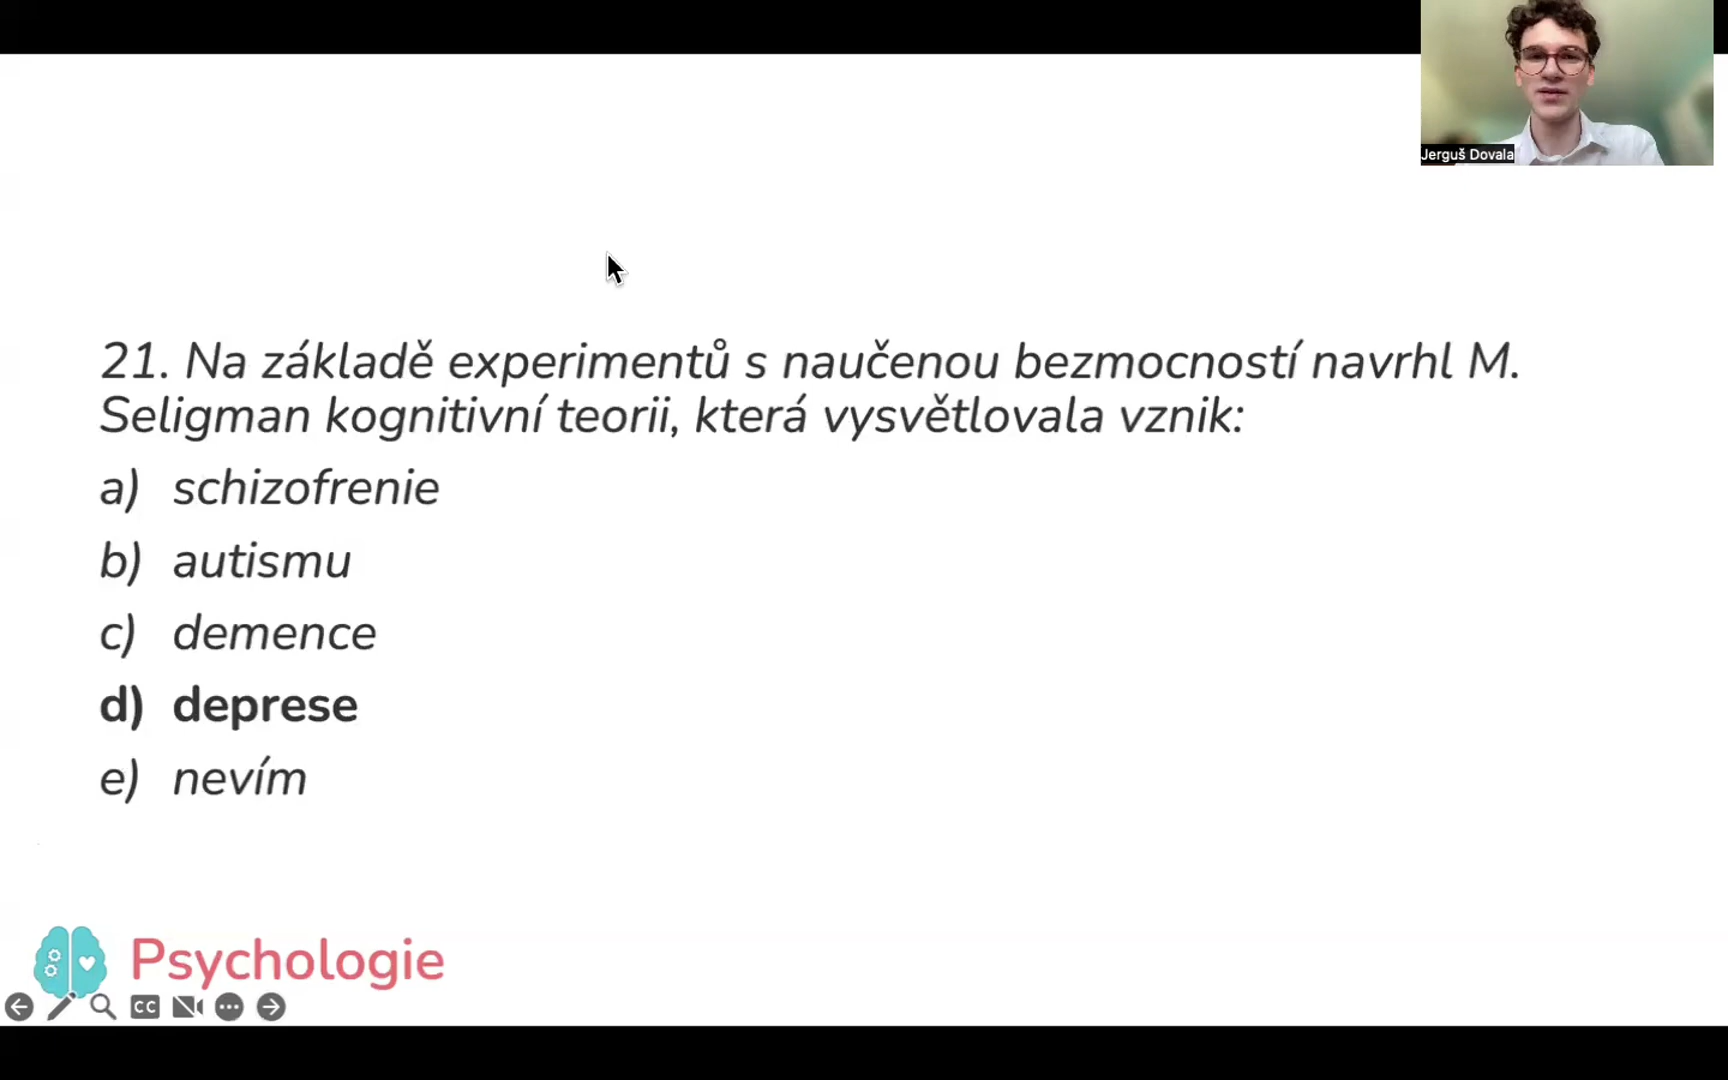 Jerguš Dovala
21. Na základě experimentů s naučenou bezmocností navrhl M.
Seligman kognitivní teorii, která vysvětlovala vznik:
a) schizofrenie
b) autismu
c) demence
d) deprese
e) nevím
Psychologie
CC